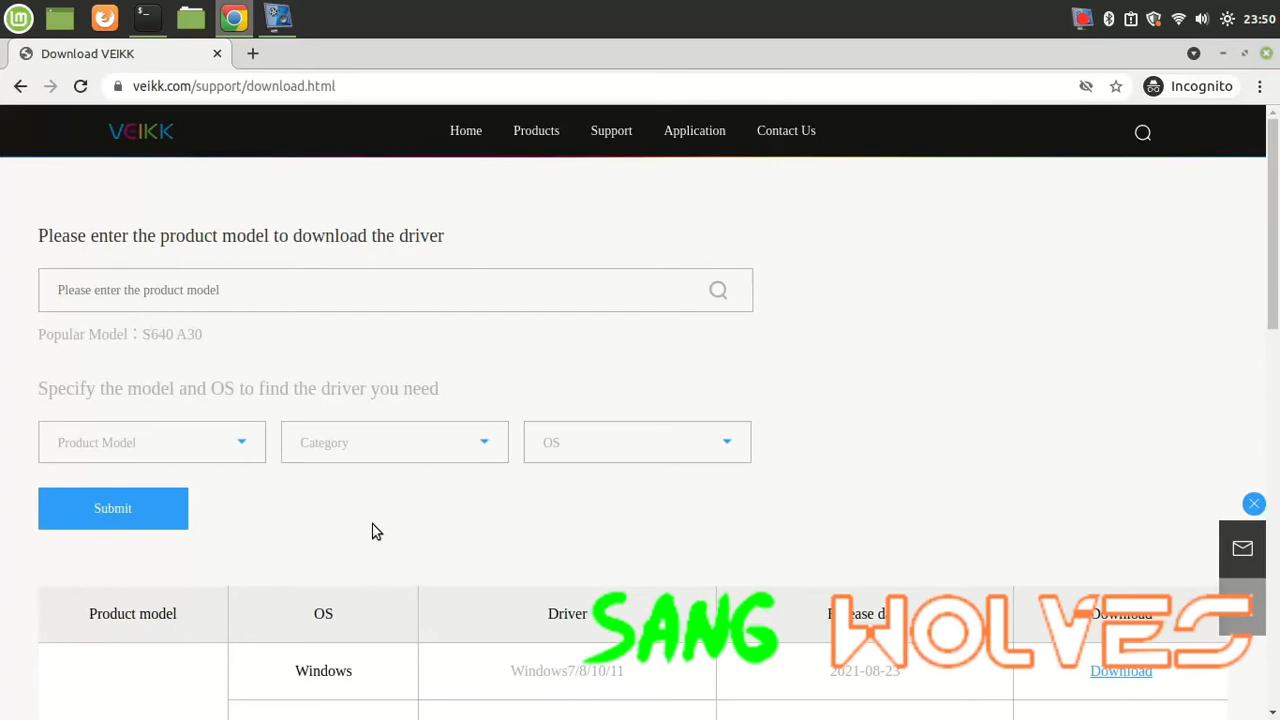 23:50
Download VEIKK
veikk.com/support/download.html
Incognito
VEIKK
Home Products Support Application Contact Us
Please enter the product model to download the driver
Please enter the product model
Popular Model：S640 A30
Specify the model and OS to find the driver you need
Product Model Category OS
Submit
Product model OS Driver
SANG WOLVES
Windows Windows7/8/10/11 2021-08-23 Download